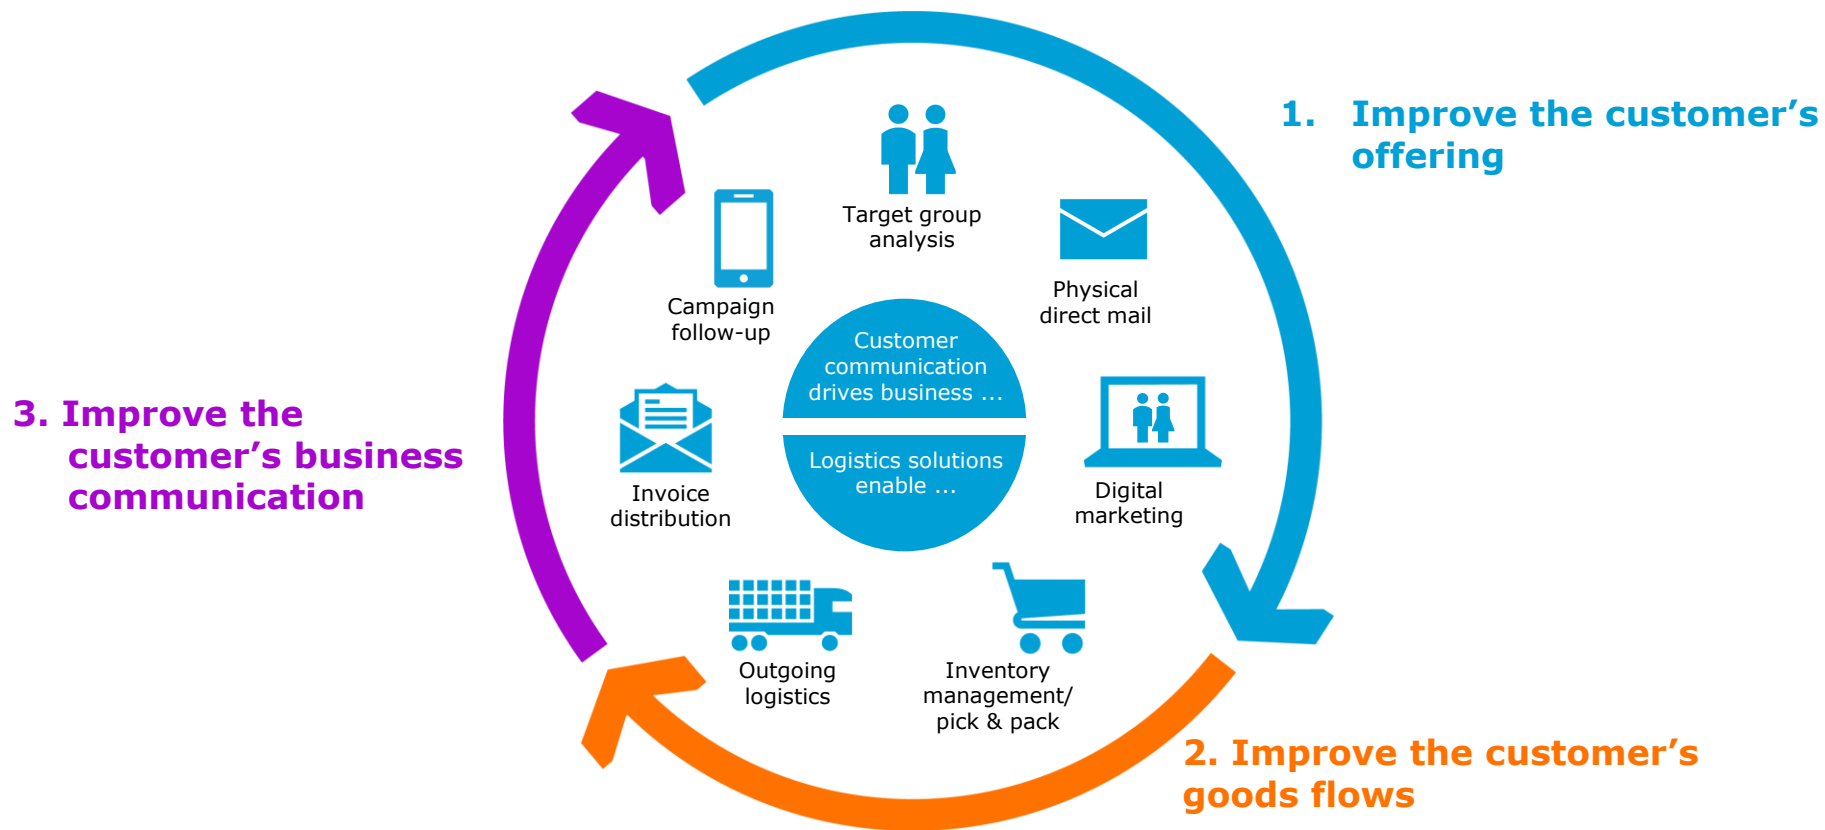 1. Improve the customer’s
offering
Target group
analysis
Physical
direct mail
Campaign
follow-up
Customer
communication
drives business …
Logistics solutions
enable …
3. Improve the
customer’s business
communication
Invoice
distribution
Digital
marketing
Outgoing
logistics
Inventory
management/
pick & pack
2. Improve the customer’s
goods flows